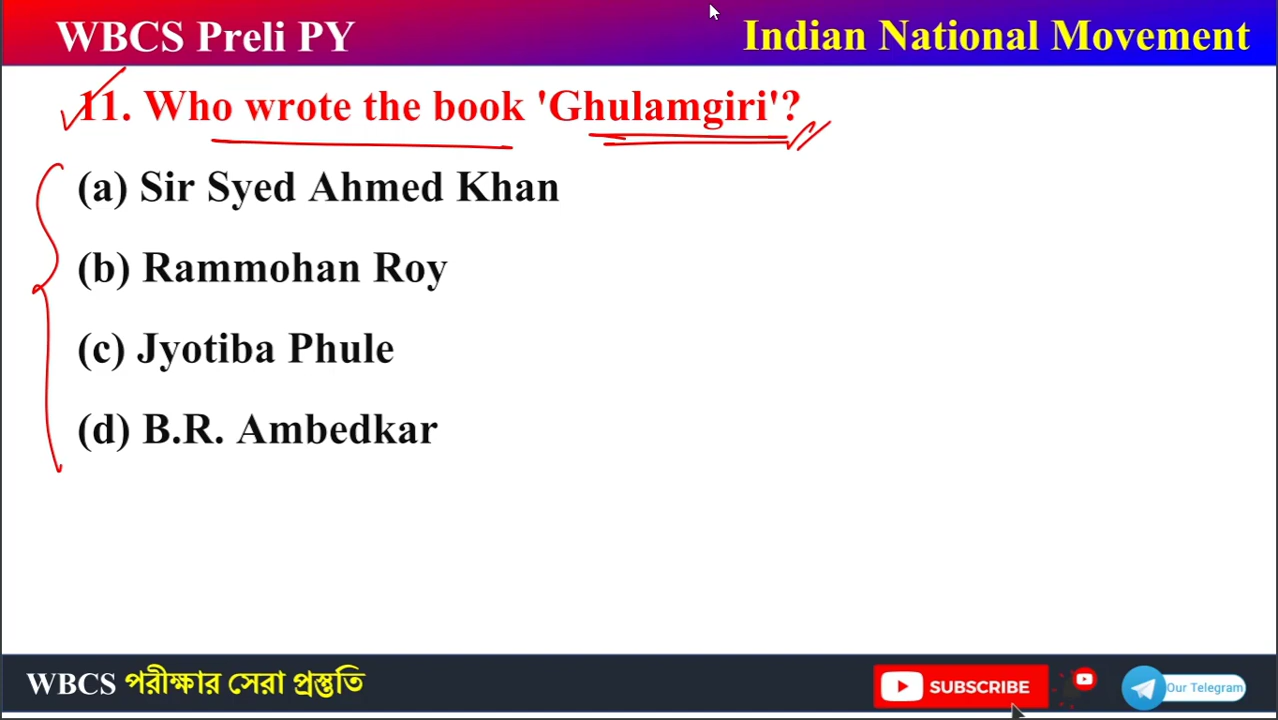 WBCS Preli PY
Indian National Movement
11. Who wrote the book 'Ghulamgiri'?
(a) Sir Syed Ahmed Khan
(b) Rammohan Roy
(c) Jyotiba Phule
(d) B.R. Ambedkar
WBCS পরীক্ষার সেরা প্রস্তুতি
SUBSCRIBE
Our Telegram